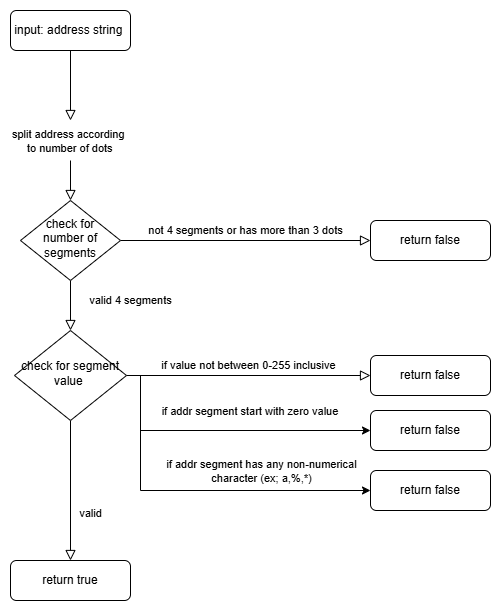 input: address string
split address according
to number of dots
check for
number of
segments
not 4 segments or has more than 3 dots
return false
valid 4 segments
check for segment
value
if value not between 0-255 inclusive
return false
if addr segment start with zero value
return false
if addr segment has any non-numerical
character (ex; a,%,*)
return false
valid
return true